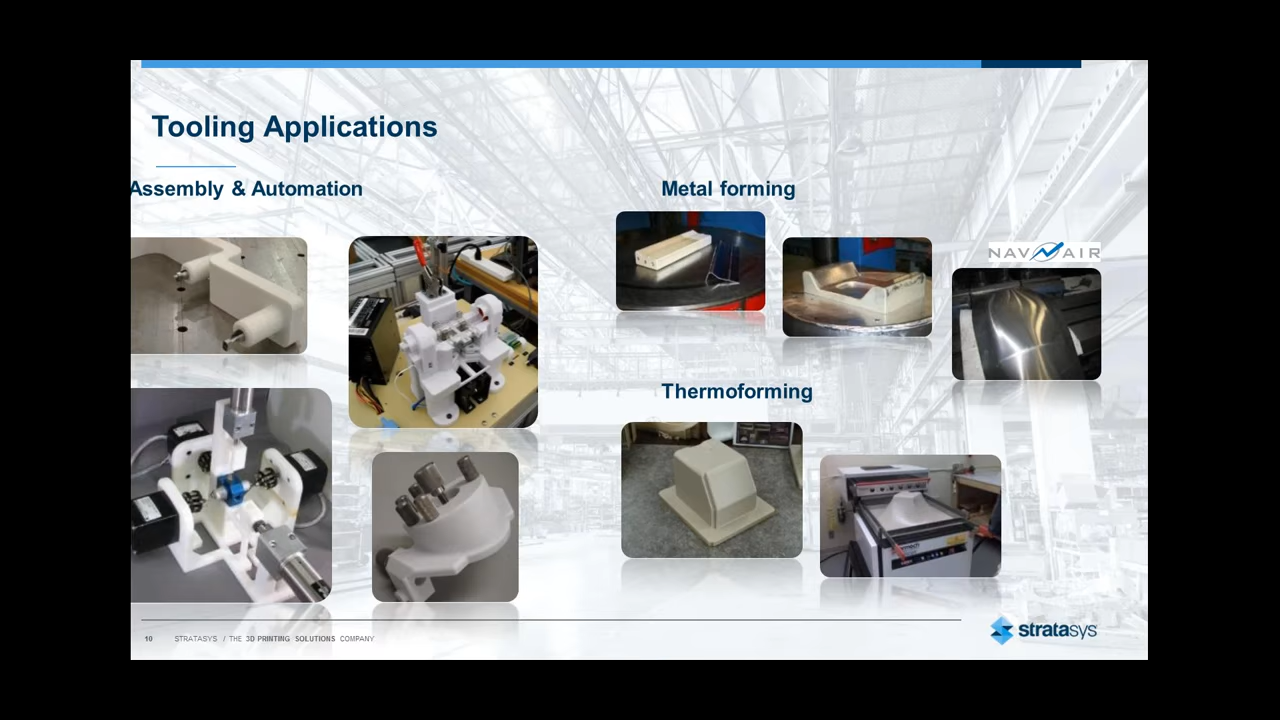 Tooling Applications
Assembly & Automation
Metal forming
NAVAIR
Thermoforming
10 STRATASYS / THE 3D PRINTING SOLUTIONS COMPANY
stratasys